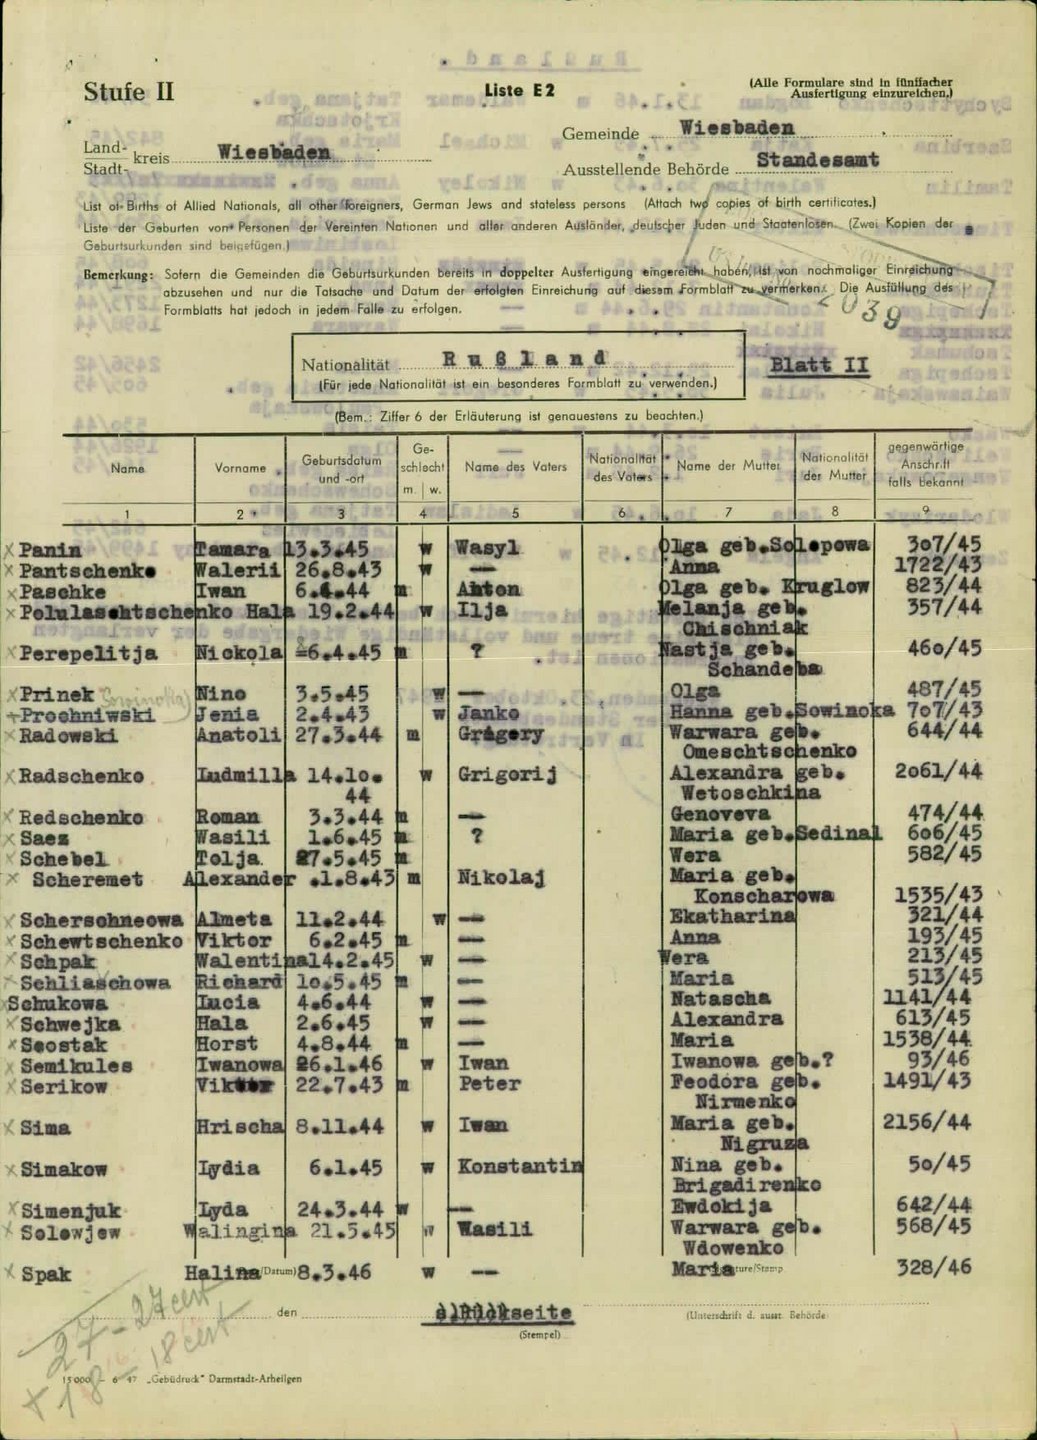 Stufe II
Liste E2
(Alle Formulare sind in fünffacher
Ausfertigung einzureichen.)
Land-
Stadt- kreis Wiesbaden
Gemeinde Wiesbaden
Ausstellende Behörde Standesamt
List of Births of Allied Nationals, all other foreigners, German Jews and stateless persons (Attach two copies of birth certificates.)
Liste der Geburten von Personen der Vereinten Nationen und aller anderen Ausländer, deutscher Juden und Staatenlosen. (Zwei Kopien der
Geburtsurkunden sind beigefügen.)
Bemerkung: Sofern die Gemeinden die Geburtsurkunden bereits in doppelter Ausfertigung eingereicht haben, ist von nochmaliger Einreichung
abzusehen und nur die Tatsache und Datum der erfolgten Einreichung auf diesem Formblatt zu vermerken. Die Ausfüllung des
Formblatts hat jedoch in jedem Falle zu erfolgen.
2039
Nationalität Rußland
(Für jede Nationalität ist ein besonderes Formblatt zu verwenden.)
Blatt II
(Bem.: Ziffer 6 der Erläuterung ist genauestens zu beachten.)
Name Vorname Geburtsdatum und -ort Geschlecht m. w. Name des Vaters Nationalität des Vaters Name der Mutter Nationalität der Mutter gegenwärtige Anschrift falls bekannt
1 2 3 4 5 6 7 8 9
x Panin Tamara 13.3.45 w Wasyl Olga geb.Solopowa 307/45
x Pantschenko Walerii 26.8.43 w — Anna 1722/43
x Paschke Iwan 6.4.44 m Anton Olga geb. Kruglow 823/44
x Polulaschtschenko Hala 19.2.44 w Ilja Melanja geb. 357/44
Chischniak
x Perepelitja Nickola 6.4.45 m ? Nastja geb. 460/45
Schandeba
x Prinek Nino 3.5.45 w — Olga 487/45
+ Prochniwski Jenia 2.4.43 w Janko Hanna geb.Sowinoka 707/43
x Radowski Anatoli 27.3.44 m Gregory Warwara geb. 644/44
Omeschtschenko
x Radschenko Ludmilla 14.10. w Grigorij Alexandra geb. 2061/44
44 Wetoschkina
x Redschenko Roman 3.3.44 m — Genoveva 474/44
x Saez Wasili 1.6.45 m ? Maria geb.Sedinal 606/45
x Schebel Tolja 27.5.45 m Wera 582/45
x Scheremet Alexander .1.8.43 m Nikolaj Maria geb.
Konscharowa 1535/43
x Scherschneowa Almeta 11.2.44 w — Ekatharina 321/44
x Schewtschenko Viktor 6.2.45 m — Anna 193/45
x Schpak Walentina 14.2.45 w — Wera 213/45
x Schliaschowa Richard 10.5.45 m — Maria 513/45
x Schukowa Lucia 4.6.44 w — Natascha 1141/44
x Schwejka Hala 2.6.45 w — Alexandra 613/45
x Sostak Horst 4.8.44 m — Maria 1538/44
x Semikules Iwanowa 26.1.46 w Iwan Iwanowa geb.? 93/46
x Serikow Viktor 22.7.43 m Peter Feodora geb. 1491/43
Nirmenko
x Sima Hrischa 8.11.44 w Iwan Maria geb. 2156/44
Nigruza
x Simakow Lydia 6.1.45 w Konstantin Nina geb. 50/45
Brigadirenko
x Simenjuk Lyda 24.3.44 w — Ewdokija 642/44
x Solowjew Walingina 21.5.45 w Wasili Warwara geb. 568/45
Wdowenko
x Spak Halina (Datum) 8.3.46 w — Maria 328/46
den
(Unterschrift d. ausst. Behörde
(Stempel)
27 - 27 cert
x 18 - 18 cert
15000 - 6 47 „Gebüdruck" Darmstadt-Arheilgen